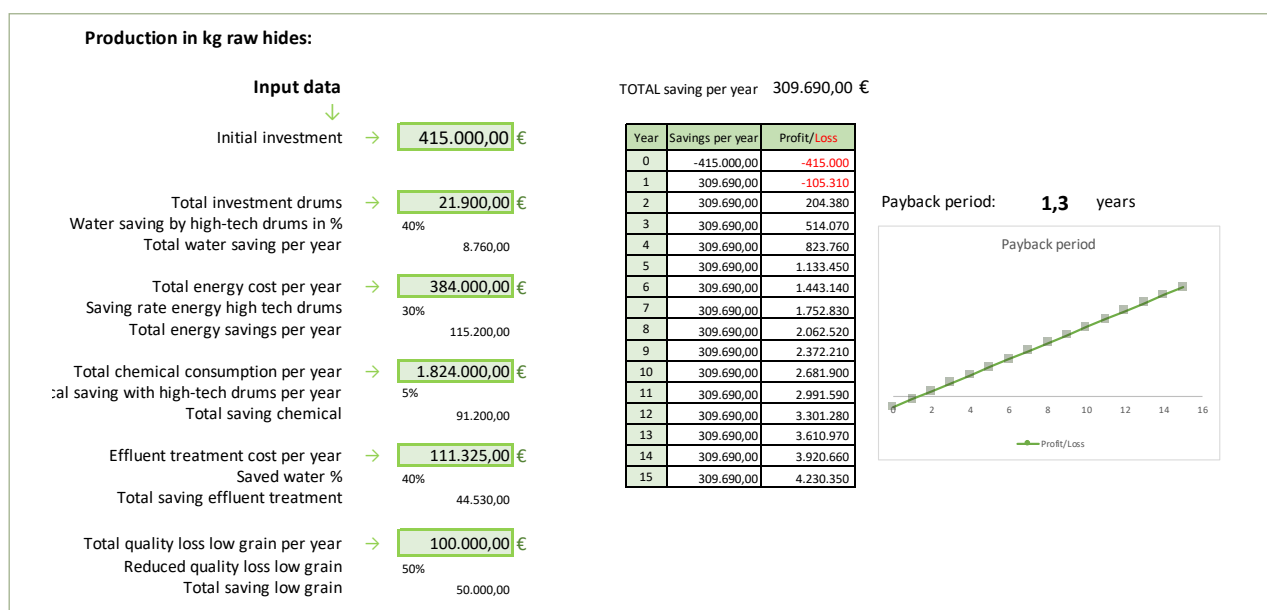 Production in kg raw hides:
Input data
↓
Initial investment → 415.000,00 €
Total investment drums → 21.900,00 €
Water saving by high-tech drums in % 40%
Total water saving per year 8.760,00
Total energy cost per year → 384.000,00 €
Saving rate energy high tech drums 30%
Total energy savings per year 115.200,00
Total chemical consumption per year → 1.824.000,00 €
cal saving with high-tech drums per year 5%
Total saving chemical 91.200,00
Effluent treatment cost per year → 111.325,00 €
Saved water % 40%
Total saving effluent treatment 44.530,00
Total quality loss low grain per year → 100.000,00 €
Reduced quality loss low grain 50%
Total saving low grain 50.000,00
TOTAL saving per year 309.690,00 €
Year Savings per year Profit/Loss
0 -415.000,00 -415.000
1 309.690,00 -105.310
2 309.690,00 204.380
3 309.690,00 514.070
4 309.690,00 823.760
5 309.690,00 1.133.450
6 309.690,00 1.443.140
7 309.690,00 1.752.830
8 309.690,00 2.062.520
9 309.690,00 2.372.210
10 309.690,00 2.681.900
11 309.690,00 2.991.590
12 309.690,00 3.301.280
13 309.690,00 3.610.970
14 309.690,00 3.920.660
15 309.690,00 4.230.350
Payback period: 1,3 years
Payback period
0 2 4 6 8 10 12 14 16
Profit/Loss